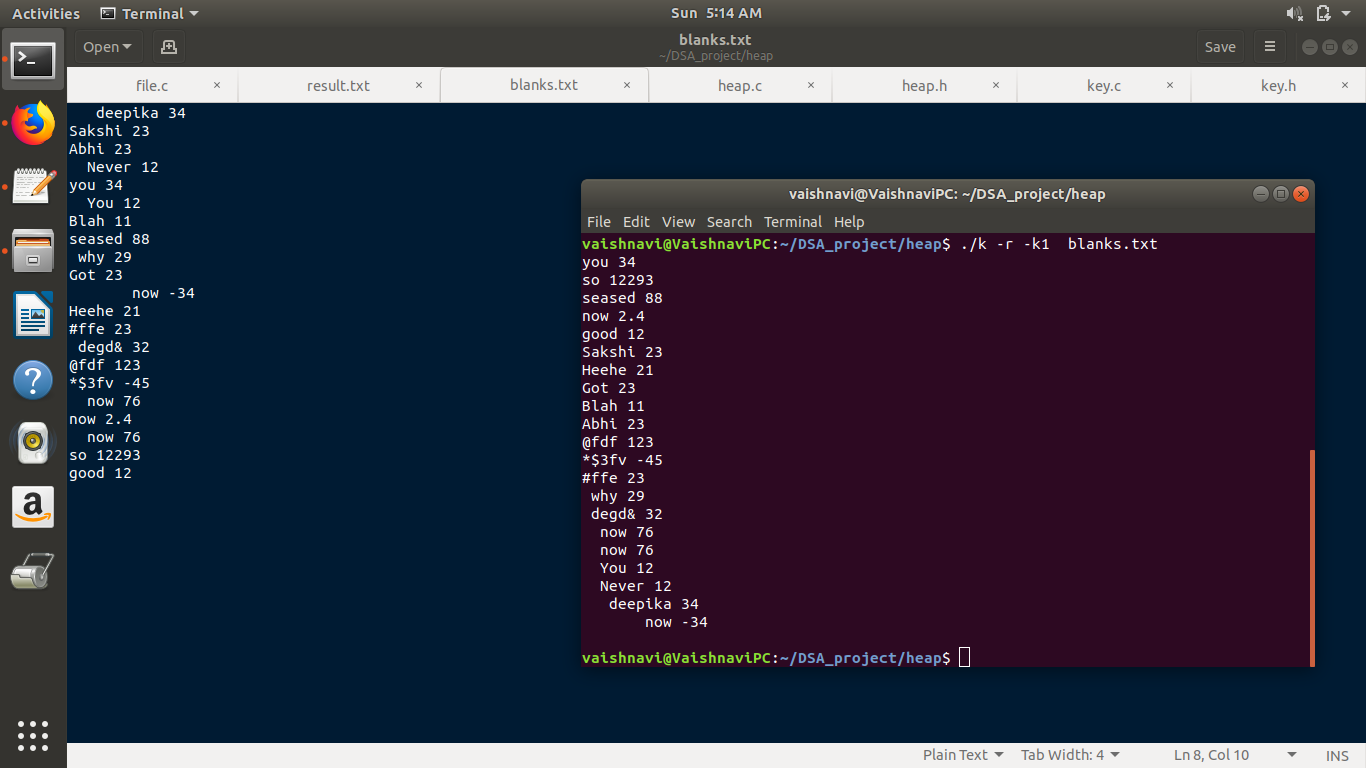 Activities Terminal Sun 5:14 AM
Open blanks.txt Save
~/DSA_project/heap
file.c × result.txt × blanks.txt × heap.c × heap.h × key.c × key.h ×
   deepika 34
Sakshi 23
Abhi 23
  Never 12
you 34
  You 12
Blah 11
seased 88
 why 29
Got 23
       now -34
Heehe 21
#ffe 23
 degd& 32
@fdf 123
*$3fv -45
  now 76
now 2.4
  now 76
so 12293
good 12
vaishnavi@VaishnaviPC: ~/DSA_project/heap
File Edit View Search Terminal Help
vaishnavi@VaishnaviPC:~/DSA_project/heap$ ./k -r -k1  blanks.txt
you 34
so 12293
seased 88
now 2.4
good 12
Sakshi 23
Heehe 21
Got 23
Blah 11
Abhi 23
@fdf 123
*$3fv -45
#ffe 23
 why 29
 degd& 32
  now 76
  now 76
  You 12
  Never 12
   deepika 34
       now -34
vaishnavi@VaishnaviPC:~/DSA_project/heap$
Plain Text Tab Width: 4 Ln 8, Col 10 INS